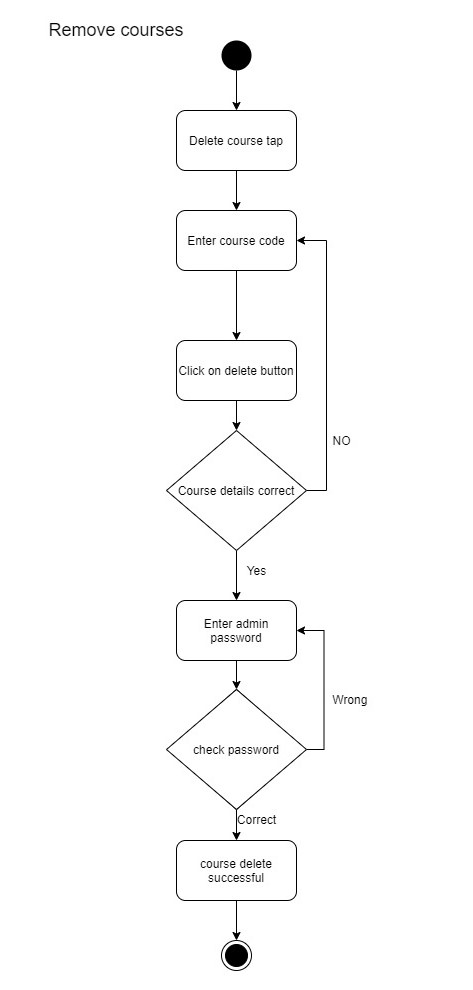 Remove courses
Delete course tap
Enter course code
Click on delete button
NO
Course details correct
Yes
Enter admin
password
Wrong
check password
Correct
course delete
successful